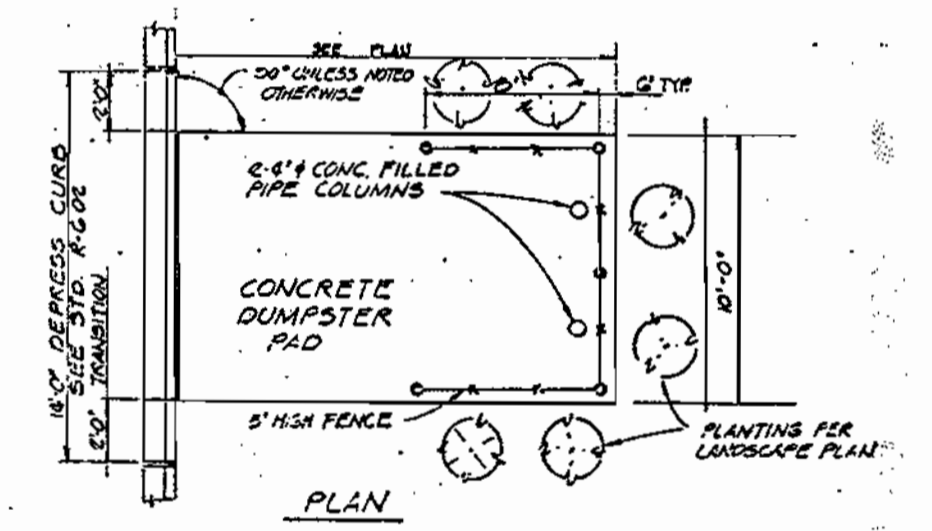 SEE PLAN
90° UNLESS NOTED
OTHERWISE
2'0"
8'
6" TYP.
2-4"φ CONC. FILLED
PIPE COLUMNS
14'0" DEPRESS CURB
SEE STD. R-602
TRANSITION
CONCRETE
DUMPSTER
PAD
10'-0"
2'0"
5' HIGH FENCE
PLANTING PER
LANDSCAPE PLAN
PLAN